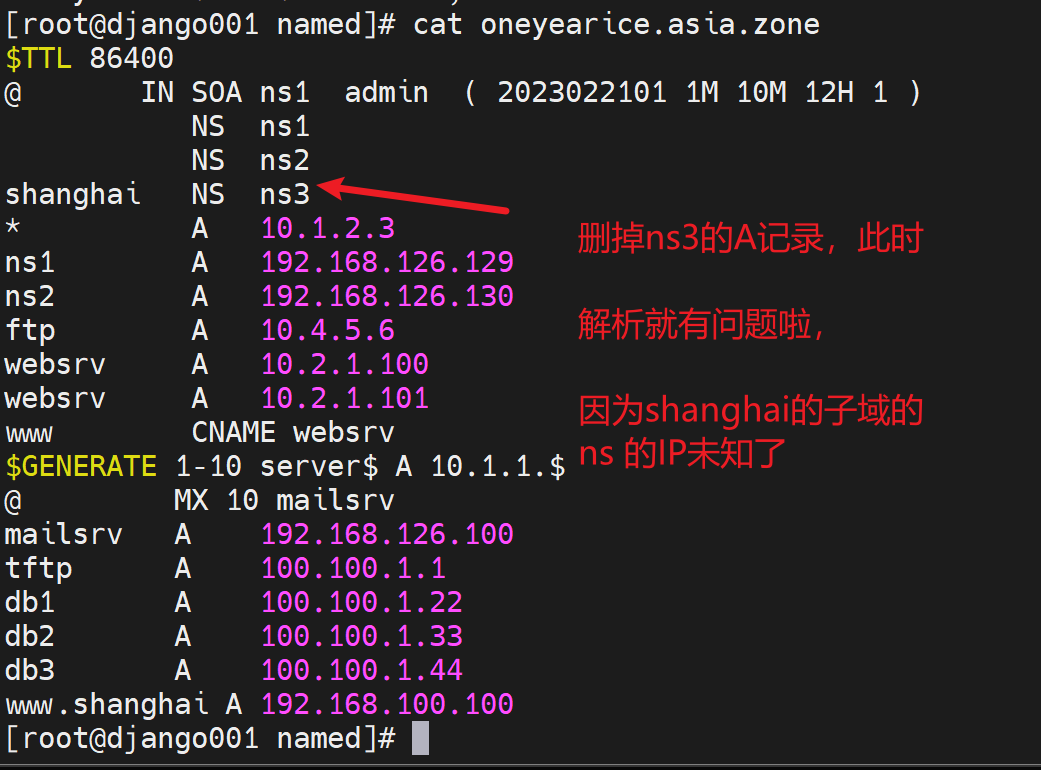 [root@django001 named]# cat oneyearice.asia.zone
$TTL 86400
@ IN SOA ns1 admin ( 2023022101 1M 10M 12H 1 )
NS ns1
NS ns2
shanghai NS ns3
* A 10.1.2.3
ns1 A 192.168.126.129
ns2 A 192.168.126.130
ftp A 10.4.5.6
websrv A 10.2.1.100
websrv A 10.2.1.101
www CNAME websrv
$GENERATE 1-10 server$ A 10.1.1.$
@ MX 10 mailsrv
mailsrv A 192.168.126.100
tftp A 100.100.1.1
db1 A 100.100.1.22
db2 A 100.100.1.33
db3 A 100.100.1.44
www.shanghai A 192.168.100.100
[root@django001 named]#
删掉ns3的A记录，此时
解析就有问题啦，
因为shanghai的子域的
ns 的IP未知了